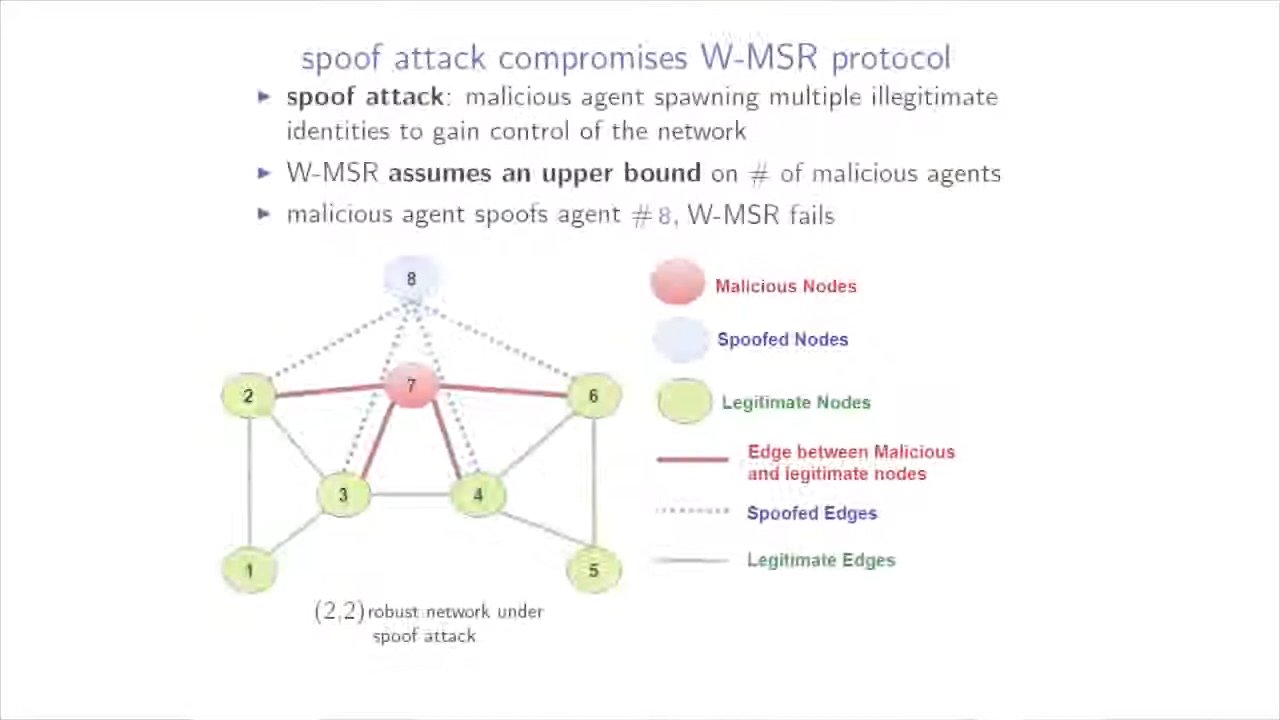 spoof attack compromises W-MSR protocol
▶ spoof attack: malicious agent spawning multiple illegitimate
identities to gain control of the network
▶ W-MSR assumes an upper bound on # of malicious agents
▶ malicious agent spoofs agent #8, W-MSR fails
8
Malicious Nodes
Spoofed Nodes
2
7
6
Legitimate Nodes
Edge between Malicious
and legitimate nodes
3
4
Spoofed Edges
Legitimate Edges
1
5
(2,2) robust network under
spoof attack